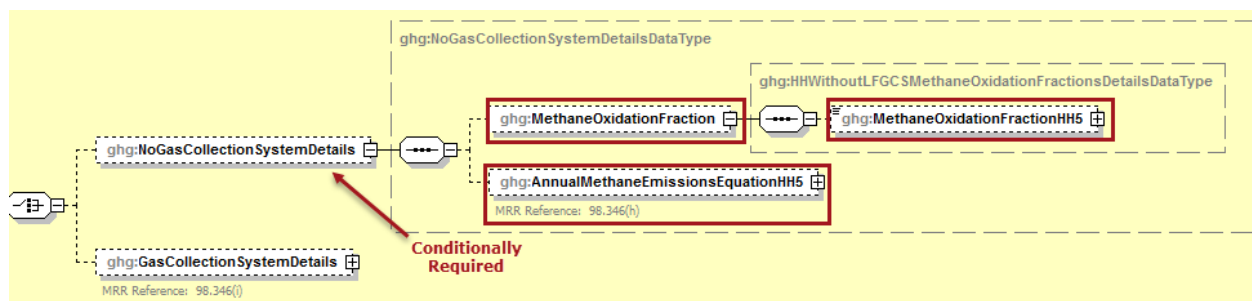 ghg:NoGasCollectionSystemDetailsDataType
ghg:HHWithoutLFGCSMethaneOxidationFractionsDetailsDataType
ghg:MethaneOxidationFraction
ghg:MethaneOxidationFractionHH5
ghg:NoGasCollectionSystemDetails
ghg:AnnualMethaneEmissionsEquationHH5
MRR Reference: 98.346(h)
Conditionally
Required
ghg:GasCollectionSystemDetails
MRR Reference: 98.346(i)